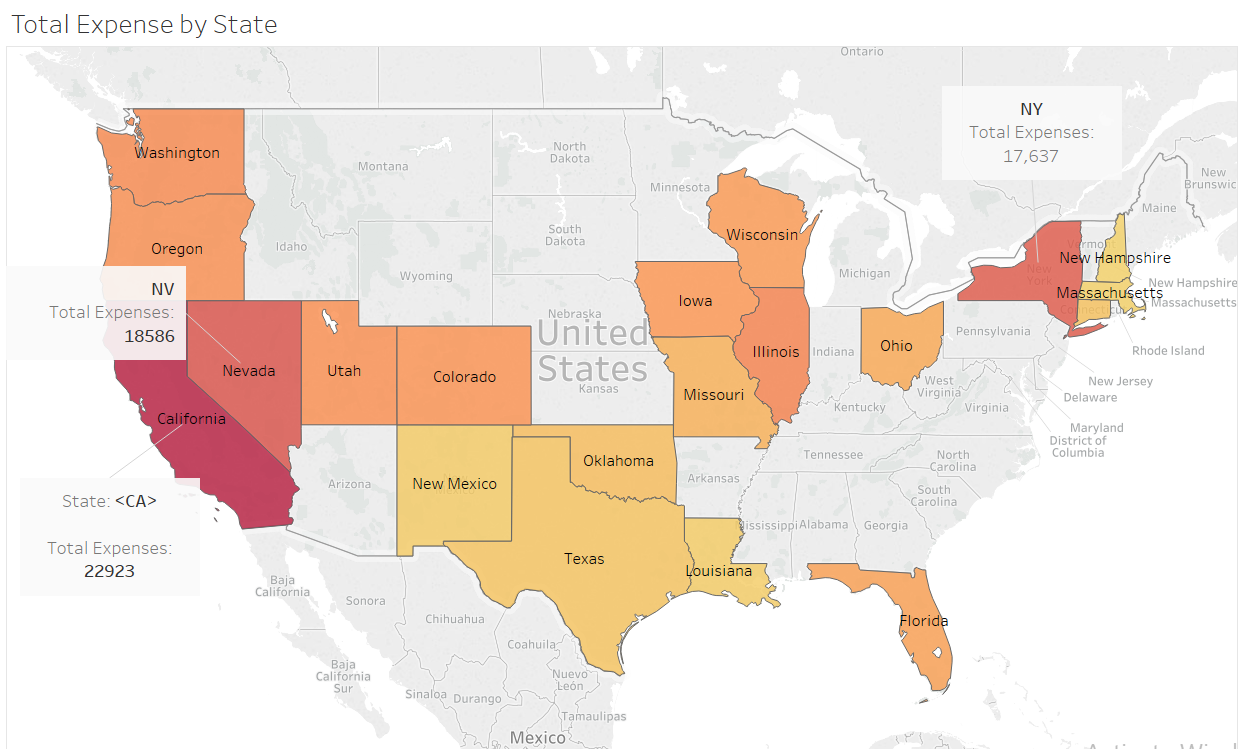 Total Expense by State
Ontario
NY
Total Expenses:
17,637
Washington
Montana
North
Dakota
Minnesota
New
Brunswic
Maine
Wisconsin
Oregon
Idaho
South
Dakota
Wyoming
Michigan
Vermont
New Hampshire
New
York
New Hampshire
Massachusetts
Massachusetts
Connecticut
Rhode Island
NV
Total Expenses:
18586
Iowa
Nebraska
United
States
Pennsylvania
Illinois
Indiana
Ohio
Nevada
Utah
Colorado
Kansas
Missouri
West
Virginia
Virginia
Kentucky
New Jersey
Delaware
Maryland
District of
Columbia
California
Oklahoma
Tennessee
North
Carolina
New Mexico
Arizona
Arkansas
South
Carolina
State: <CA>
Total Expenses:
22923
Mississippi
Alabama
Georgia
Texas
Louisiana
Florida
Baja
California
Sonora
Chihuahua
Coahuila
Baja
California
Sur
Sinaloa
Durango
Nuevo
León
Tamaulipas
Mexico